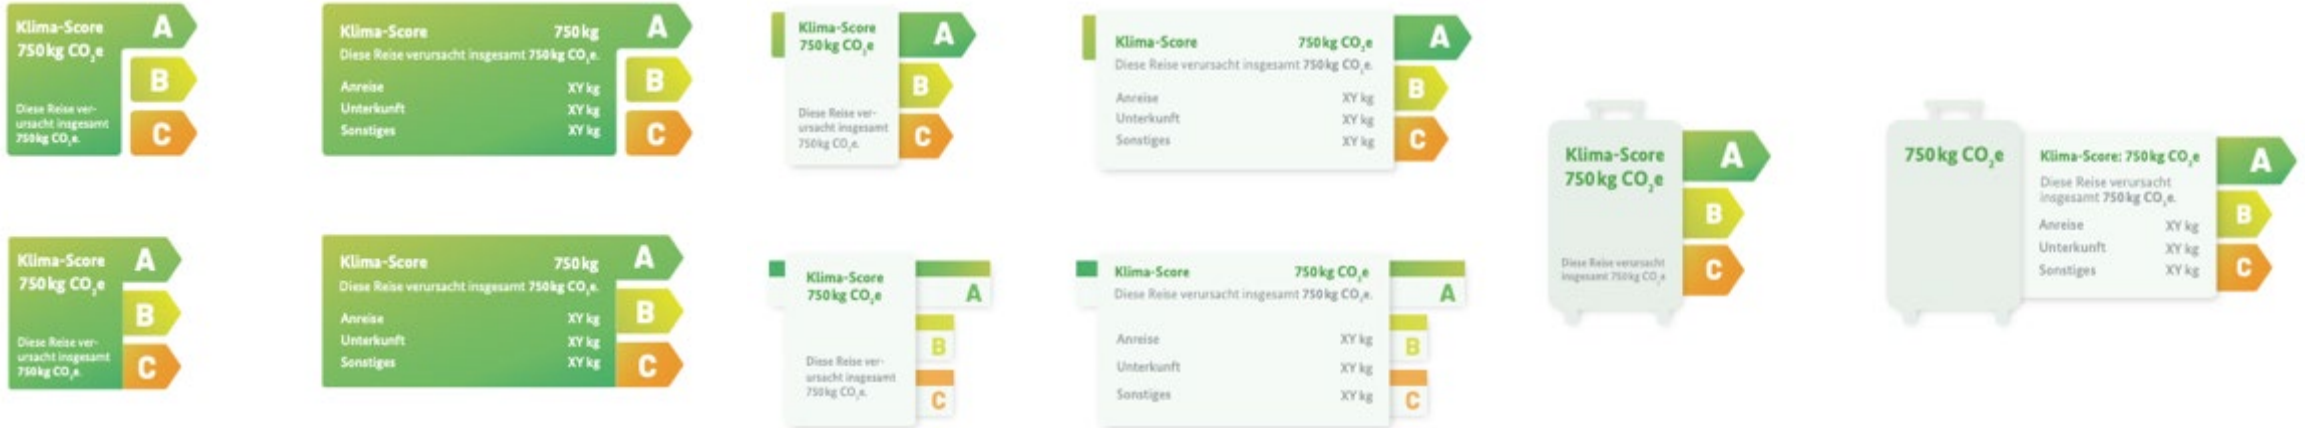 Klima-Score
750kg CO₂e
Diese Reise ver-
ursacht insgesamt
750kg CO₂e.
A
B
C
Klima-Score 750kg
Diese Reise verursacht insgesamt 750kg CO₂e.
Anreise XY kg
Unterkunft XY kg
Sonstiges XY kg
A
B
C
Klima-Score
750kg CO₂e
Diese Reise ver-
ursacht insgesamt
750kg CO₂e.
A
B
C
Klima-Score 750kg CO₂e
Diese Reise verursacht insgesamt 750kg CO₂e.
Anreise XY kg
Unterkunft XY kg
Sonstiges XY kg
A
B
C
Klima-Score
750kg CO₂e
Diese Reise verursacht
insgesamt 750kg CO₂e
A
B
C
750kg CO₂e
Klima-Score: 750kg CO₂e
Diese Reise verursacht
insgesamt 750kg CO₂e.
Anreise XY kg
Unterkunft XY kg
Sonstiges XY kg
A
B
C
Klima-Score
750kg CO₂e
Diese Reise ver-
ursacht insgesamt
750kg CO₂e.
A
B
C
Klima-Score 750kg
Diese Reise verursacht insgesamt 750kg CO₂e.
Anreise XY kg
Unterkunft XY kg
Sonstiges XY kg
A
B
C
Klima-Score
750kg CO₂e
Diese Reise ver-
ursacht insgesamt
750kg CO₂e.
A
B
C
Klima-Score 750kg CO₂e
Diese Reise verursacht insgesamt 750kg CO₂e.
Anreise XY kg
Unterkunft XY kg
Sonstiges XY kg
A
B
C